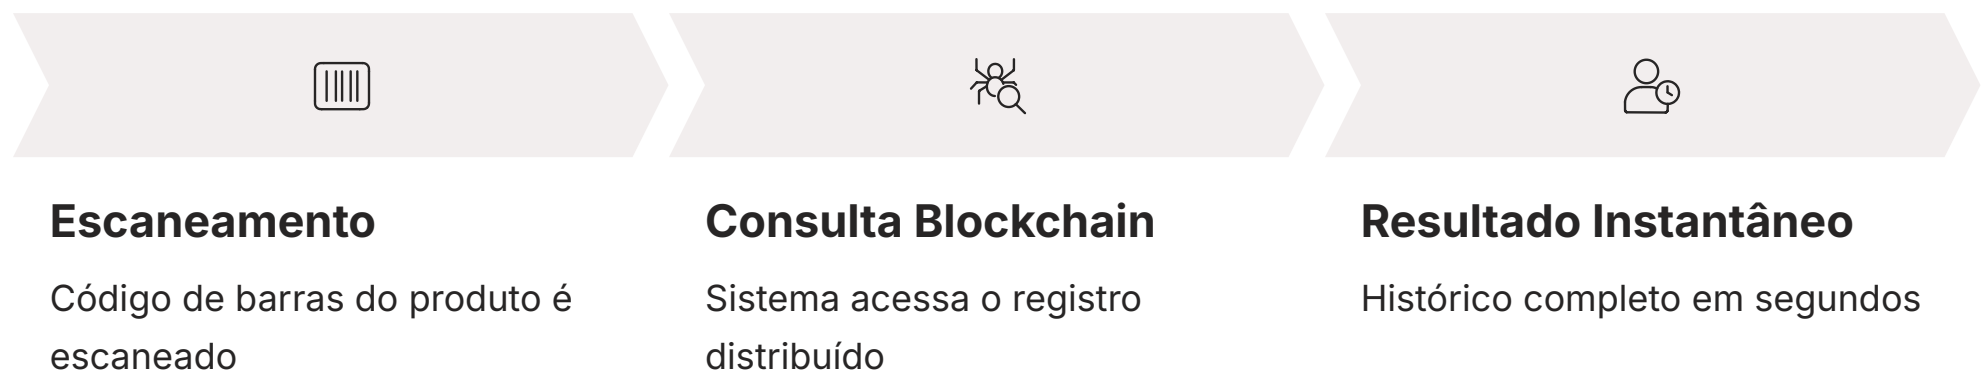 Escaneamento
Código de barras do produto é
escaneado
Consulta Blockchain
Sistema acessa o registro
distribuído
Resultado Instantâneo
Histórico completo em segundos